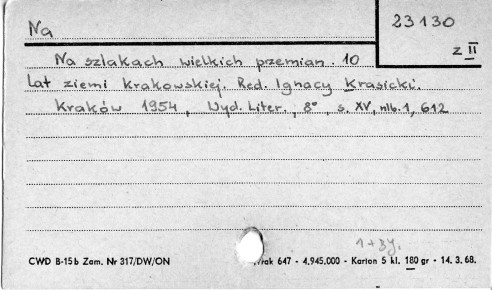 Na
23130
z II
Na szlakach wielkich przemian. 10
lat ziemi krakowskiej. Red. Ignacy Krasicki.
Kraków 1954, Wyd. Liter., 8°, s. XV, nlb. 1, 612
1 + By.
CWD B-15b Zam. Nr 317/DW/ON
rak 647 - 4,945.000 - Karton 5 kl. 180 gr - 14. 3. 68.